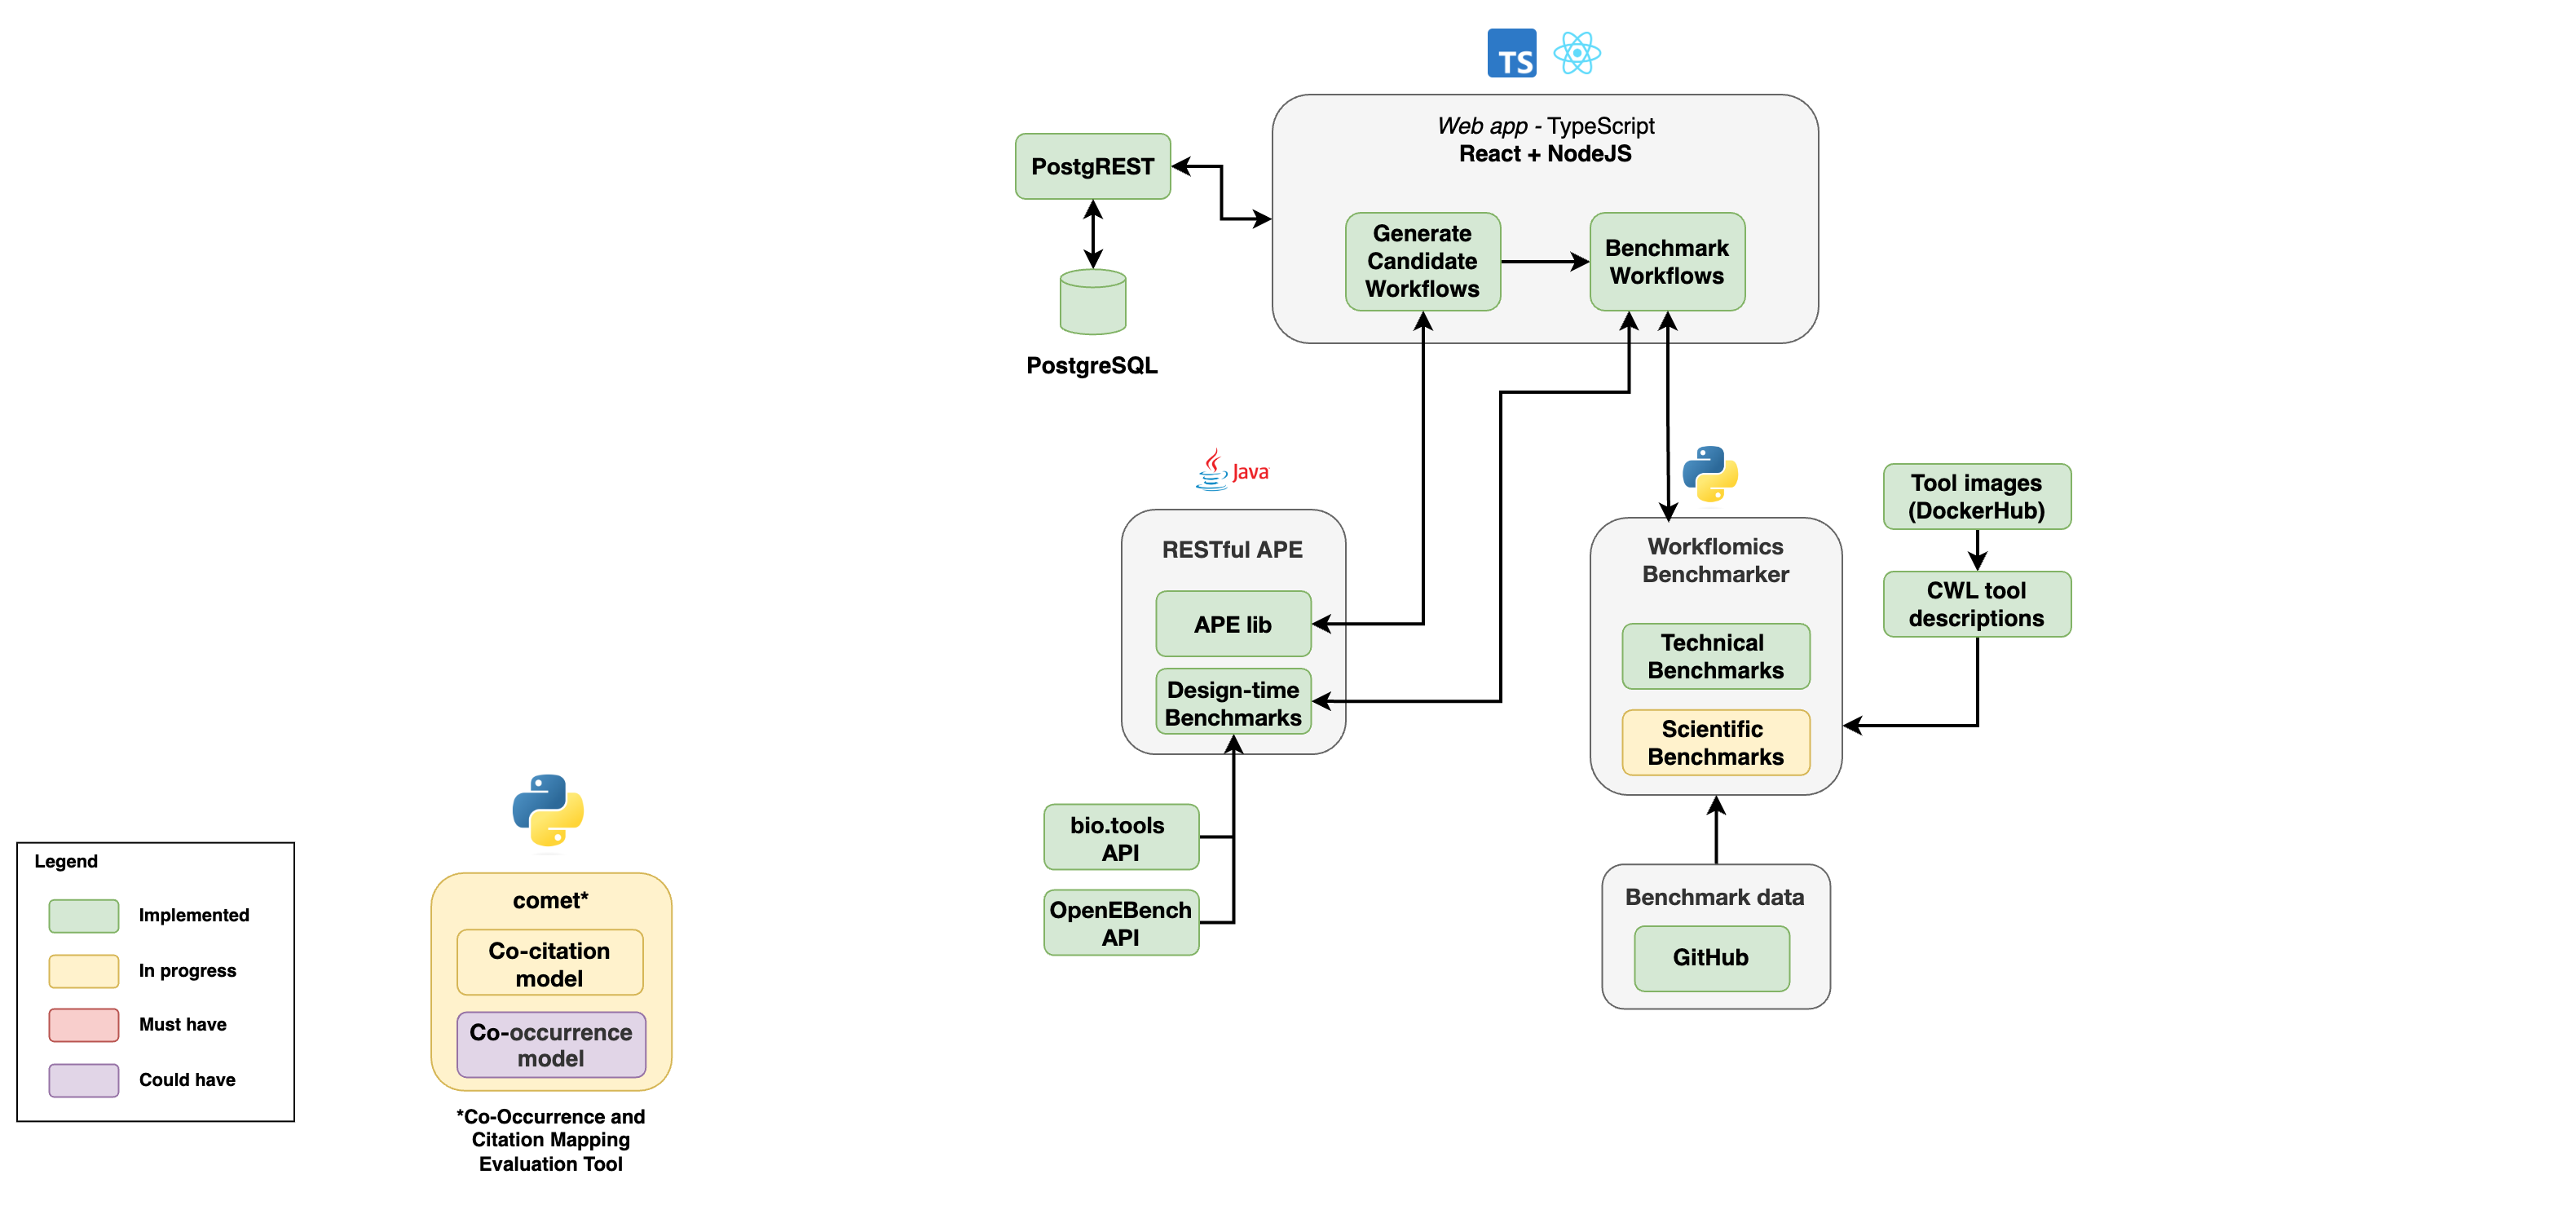 TS
Web app - TypeScript
React + NodeJS
PostgREST
Generate
Candidate
Workflows
Benchmark
Workflows
PostgreSQL
Java
RESTful APE
APE lib
Design-time
Benchmarks
Workflomics
Benchmarker
Technical
Benchmarks
Scientific
Benchmarks
Tool images
(DockerHub)
CWL tool
descriptions
bio.tools
API
OpenEBench
API
Benchmark data
GitHub
Legend
Implemented
In progress
Must have
Could have
comet*
Co-citation
model
Co-occurrence
model
*Co-Occurrence and
Citation Mapping
Evaluation Tool